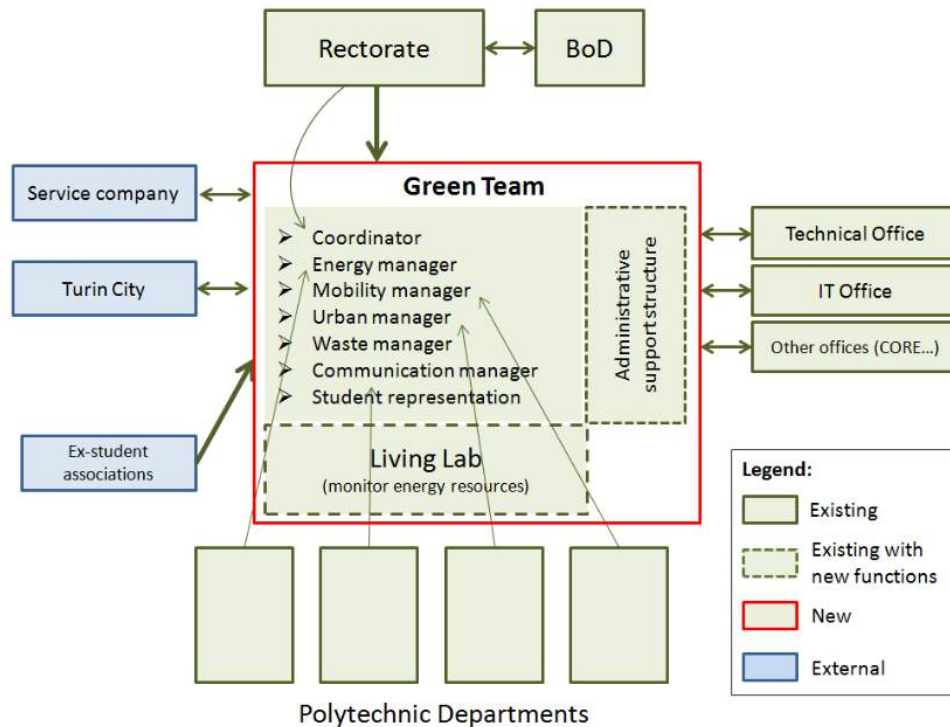 Rectorate
BoD
Service company
Turin City
Ex-student
associations
Green Team
➢ Coordinator
➢ Energy manager
➢ Mobility manager
➢ Urban manager
➢ Waste manager
➢ Communication manager
➢ Student representation
Administrative
support structure
Living Lab
(monitor energy resources)
Technical Office
IT Office
Other offices (CORE...)
Legend:
Existing
Existing with
new functions
New
External
Polytechnic Departments